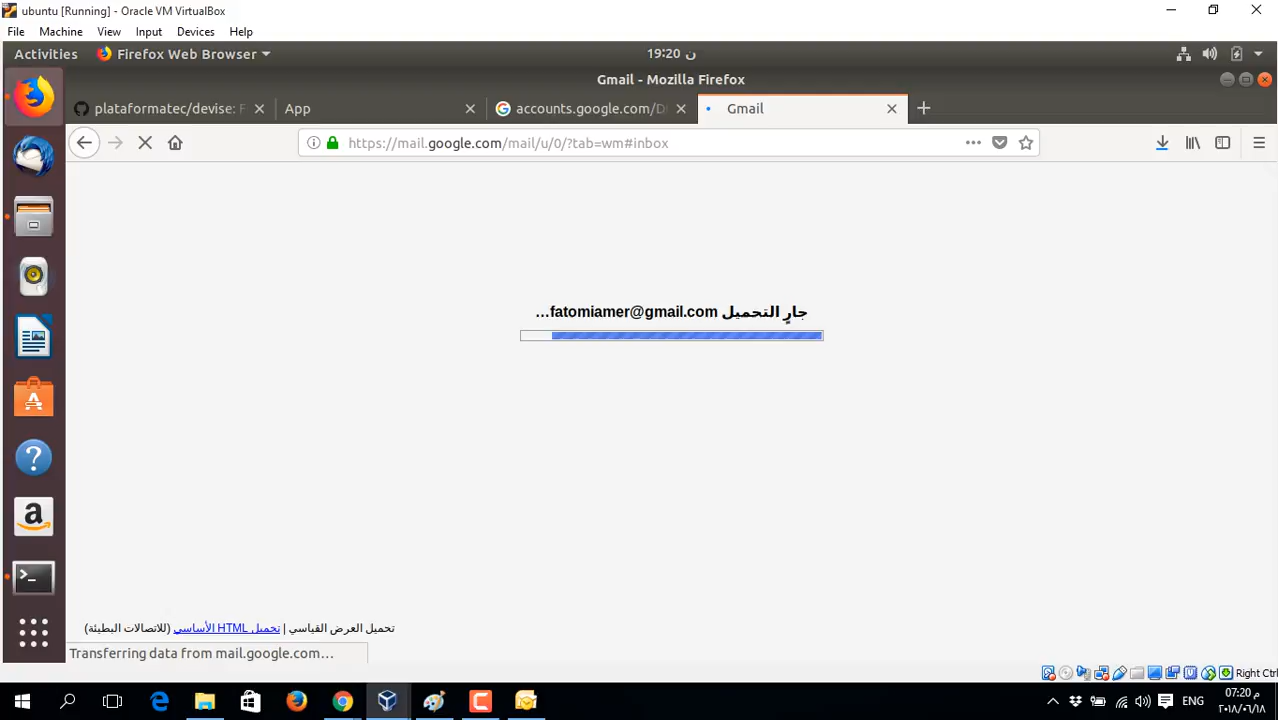 ubuntu [Running] - Oracle VM VirtualBox
File Machine View Input Devices Help
Activities Firefox Web Browser 19:20 ن
Gmail - Mozilla Firefox
plataformatec/devise: F App accounts.google.com/D Gmail
https://mail.google.com/mail/u/0/?tab=wm#inbox
جارٍ التحميل fatomiamer@gmail.com…
تحميل العرض القياسي | تحميل HTML الأساسي (للاتصالات البطيئة)
Transferring data from mail.google.com…
Right Ctrl
ENG 07:20 م
٢٠١٨/٠٦/١٨